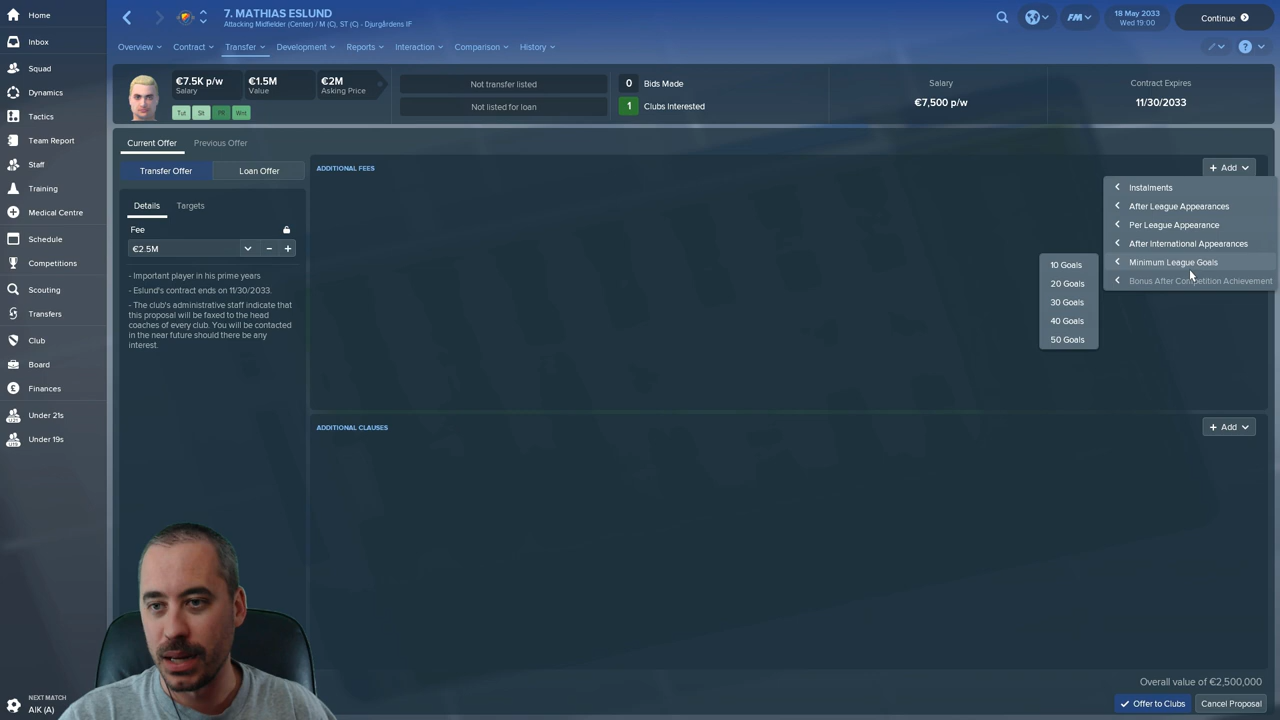 Home
Inbox
Squad
Dynamics
Tactics
Team Report
Staff
Training
Medical Centre
Schedule
Competitions
Scouting
Transfers
Club
Board
Finances
Under 21s
Under 19s
NEXT MATCH
AIK (A)
7. MATHIAS ESLUND
Attacking Midfielder (Center) / M (C), ST (C) - Djurgårdens IF
FM
18 May 2033
Wed 19:00
Continue
Overview
Contract
Transfer
Development
Reports
Interaction
Comparison
History
€7.5K p/w
Salary
€1.5M
Value
€2M
Asking Price
Tut
Slt
PR
Wnt
Not transfer listed
Not listed for loan
0 Bids Made
1 Clubs Interested
Salary
€7,500 p/w
Contract Expires
11/30/2033
Current Offer
Previous Offer
Transfer Offer
Loan Offer
Details
Targets
Fee
€2.5M
- Important player in his prime years
- Eslund's contract ends on 11/30/2033.
- The club's administrative staff indicate that
this proposal will be faxed to the head
coaches of every club. You will be contacted
in the near future should there be any
interest.
ADDITIONAL FEES
+ Add
Instalments
After League Appearances
Per League Appearance
After International Appearances
Minimum League Goals
Bonus After Competition Achievement
10 Goals
20 Goals
30 Goals
40 Goals
50 Goals
ADDITIONAL CLAUSES
+ Add
Overall value of €2,500,000
Offer to Clubs
Cancel Proposal